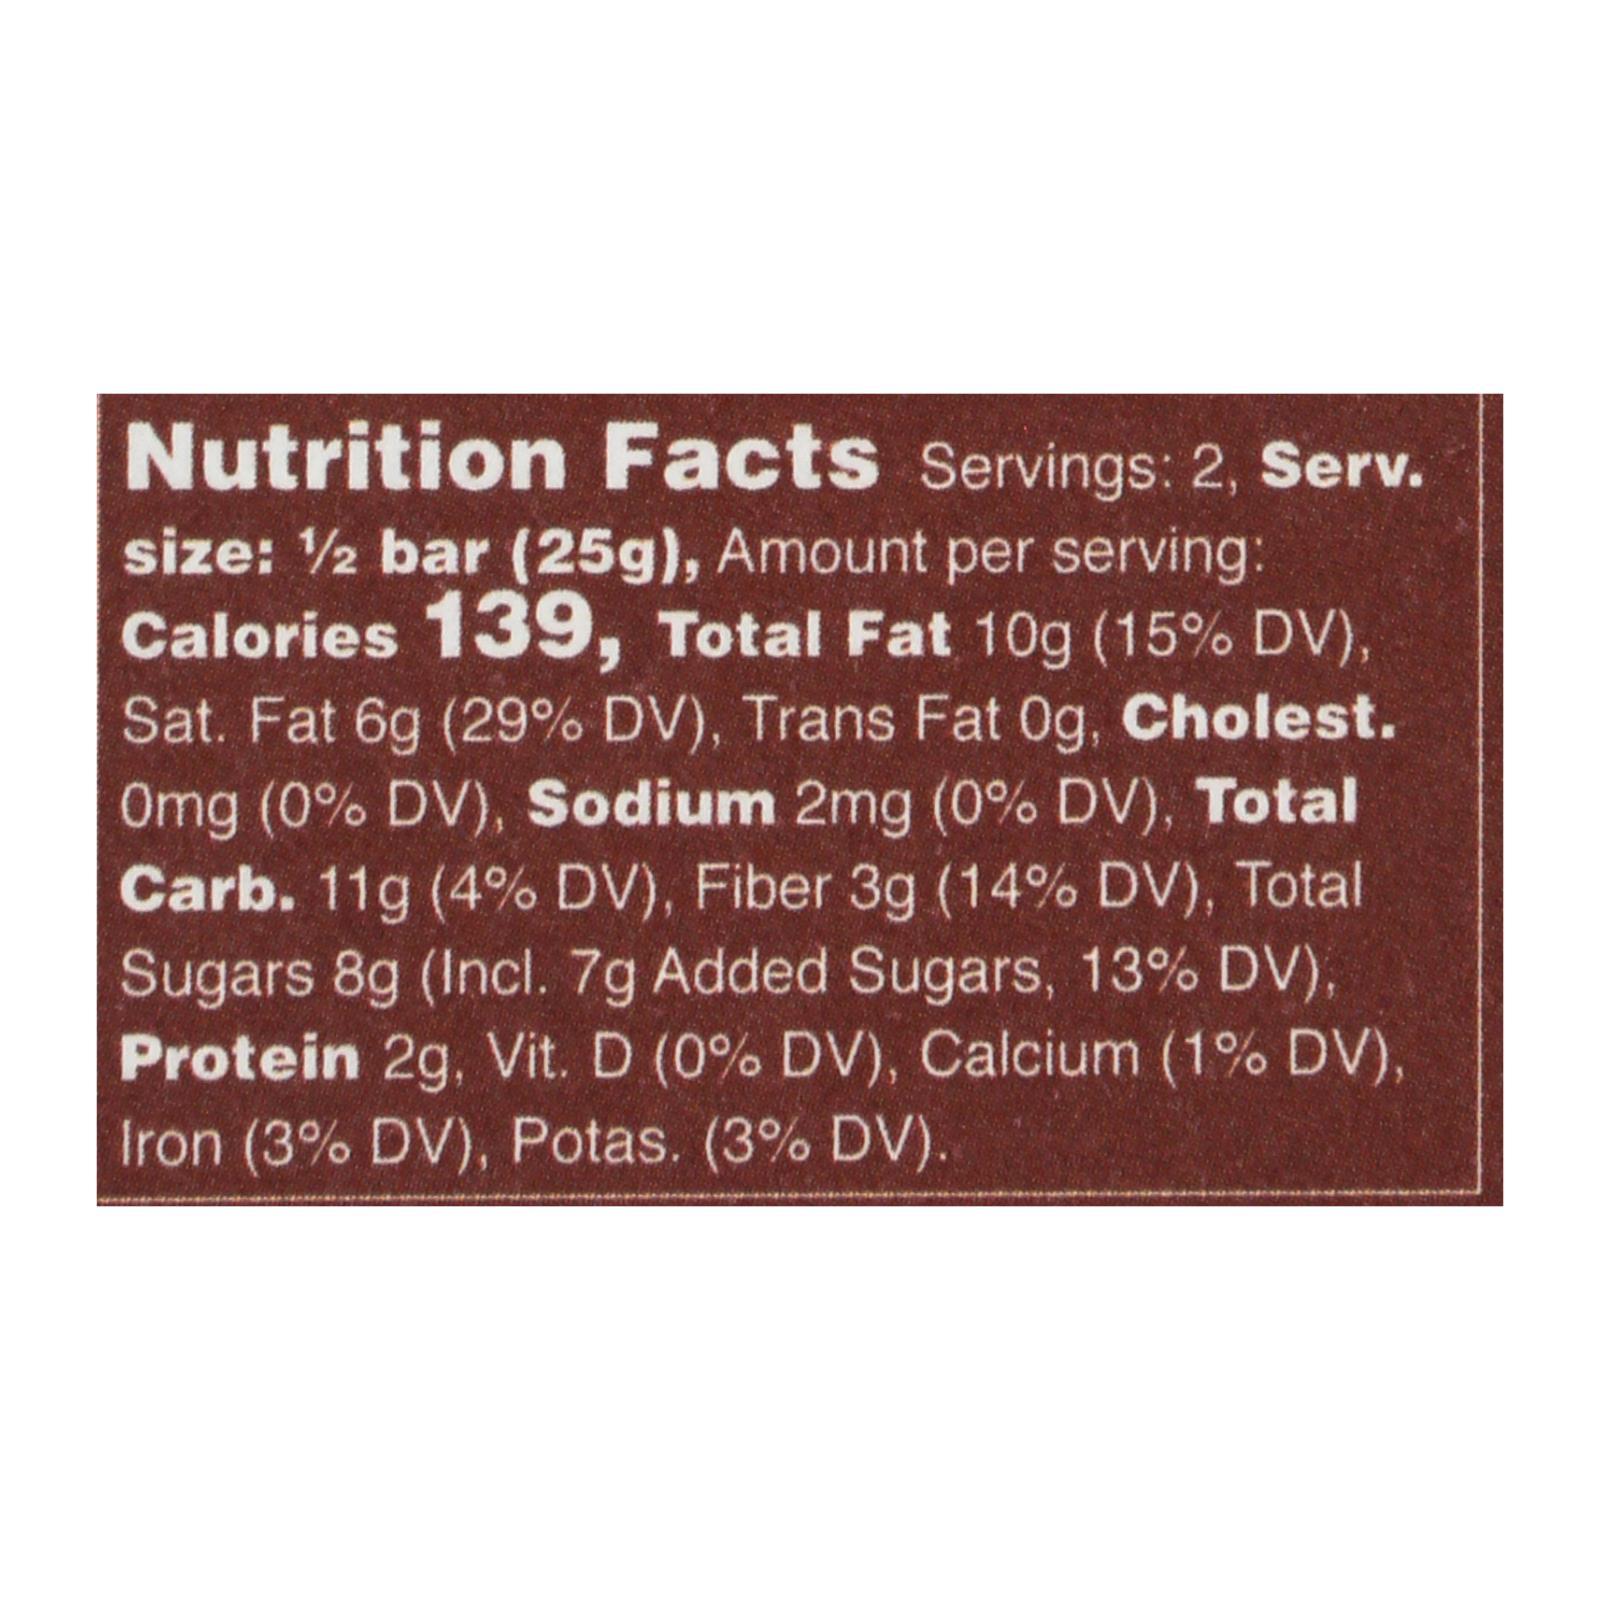 Nutrition Facts Servings: 2, Serv.
size: ½ bar (25g), Amount per serving:
Calories 139, Total Fat 10g (15% DV),
Sat. Fat 6g (29% DV), Trans Fat 0g, Cholest.
0mg (0% DV), Sodium 2mg (0% DV), Total
Carb. 11g (4% DV), Fiber 3g (14% DV), Total
Sugars 8g (Incl. 7g Added Sugars, 13% DV),
Protein 2g, Vit. D (0% DV), Calcium (1% DV),
Iron (3% DV), Potas. (3% DV).